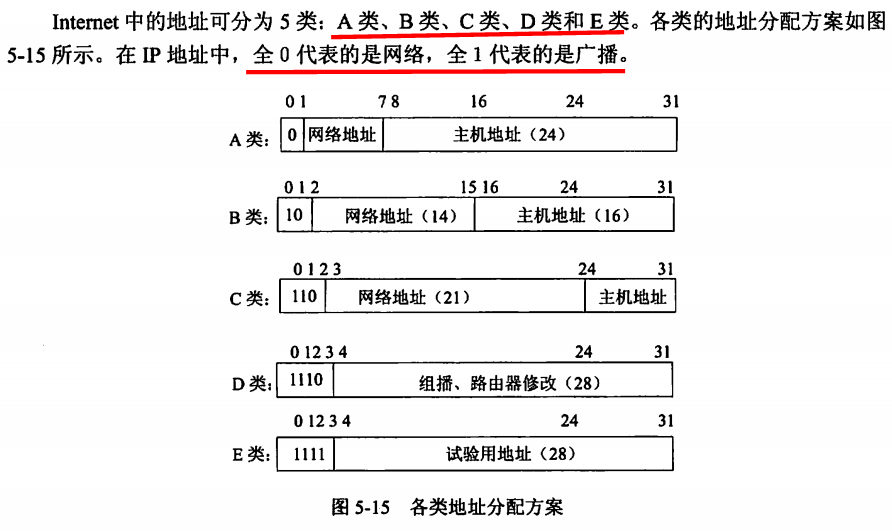 Internet 中的地址可分为 5 类：A 类、B 类、C 类、D 类和 E 类。各类的地址分配方案如图
5-15 所示。在 IP 地址中，全 0 代表的是网络，全 1 代表的是广播。
0 1 7 8 16 24 31
A 类： 0 网络地址 主机地址（24）
0 1 2 15 16 24 31
B 类： 10 网络地址（14） 主机地址（16）
0 1 2 3 24 31
C 类： 110 网络地址（21） 主机地址
0 1 2 3 4 24 31
D 类： 1110 组播、路由器修改（28）
0 1 2 3 4 24 31
E 类： 1111 试验用地址（28）
图 5-15 各类地址分配方案